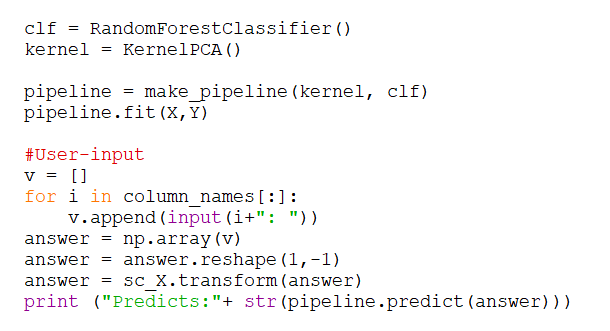 clf = RandomForestClassifier()
kernel = KernelPCA()

pipeline = make_pipeline(kernel, clf)
pipeline.fit(X,Y)

#User-input
v = []
for i in column_names[:]:
    v.append(input(i+": "))
answer = np.array(v)
answer = answer.reshape(1,-1)
answer = sc_X.transform(answer)
print ("Predicts:"+ str(pipeline.predict(answer)))